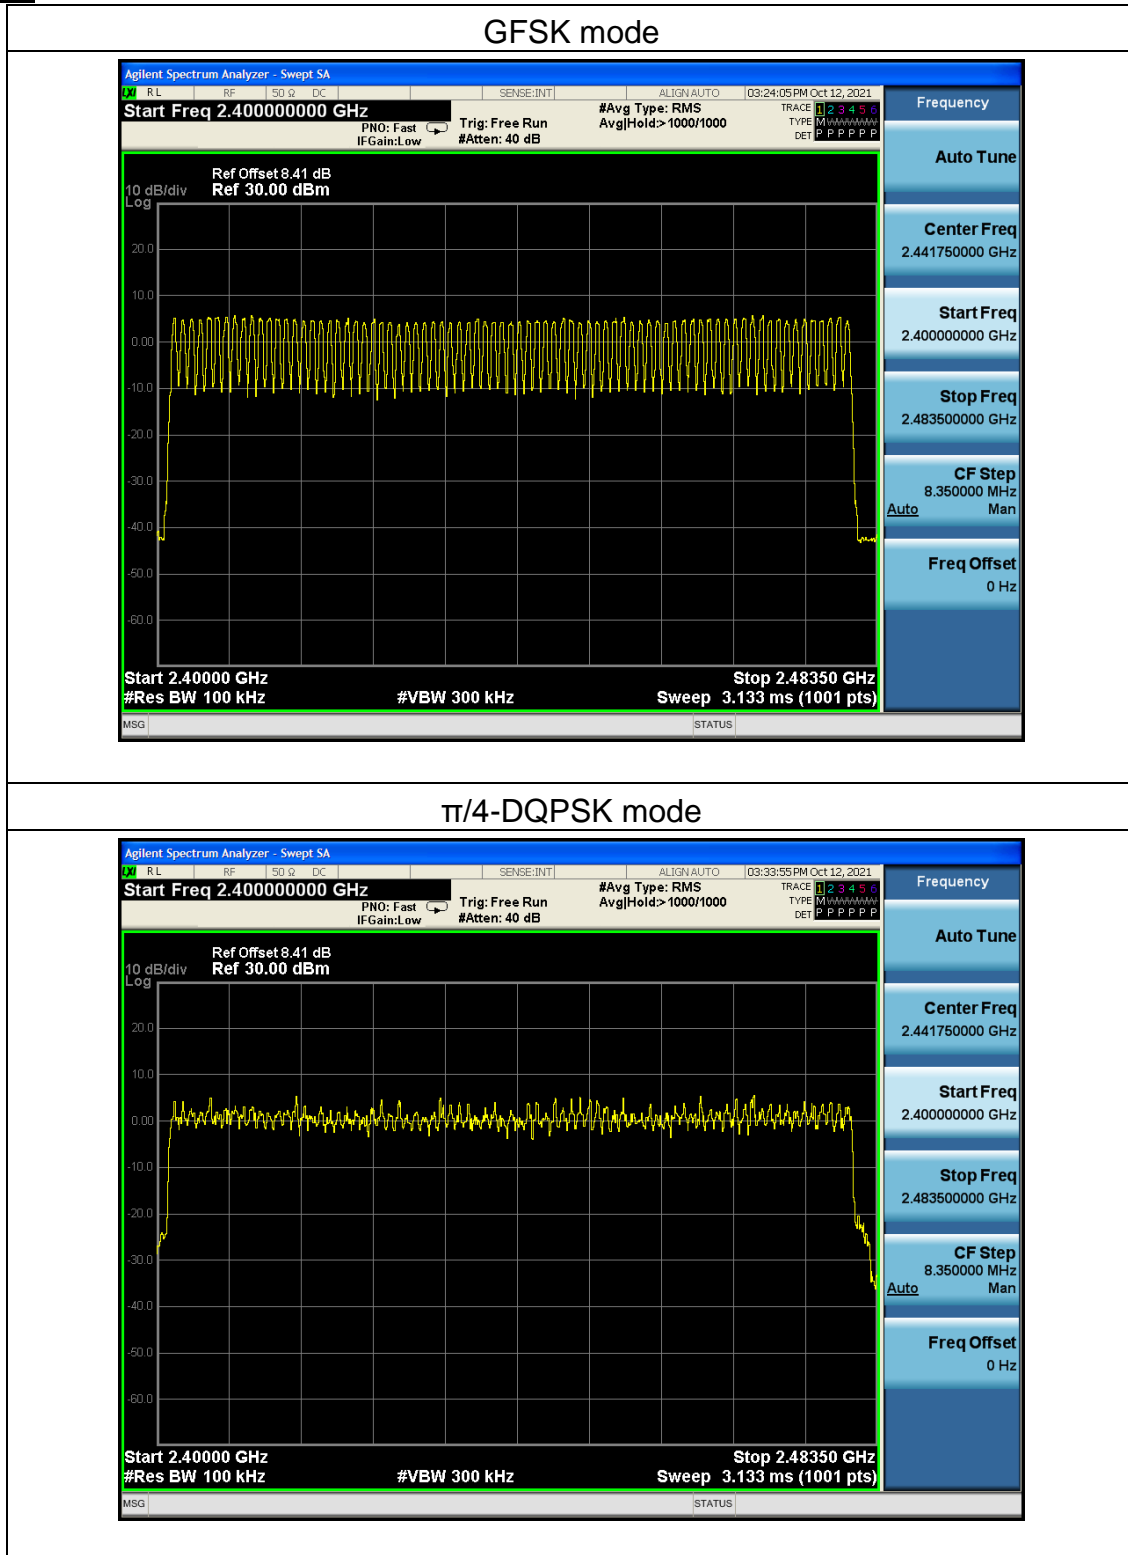 GFSK mode
Agilent Spectrum Analyzer - Swept SA
LXI RL RF 50 Ω DC SENSE:INT ALIGN AUTO 03:24:05 PM Oct 12, 2021
Start Freq 2.400000000 GHz
PNO: Fast
IFGain:Low
Trig: Free Run
#Atten: 40 dB
#Avg Type: RMS
Avg|Hold:>1000/1000
TRACE 1 2 3 4 5 6
TYPE M WWWWW
DET P P P P P P
Ref Offset 8.41 dB
10 dB/div Ref 30.00 dBm
Log
20.0
10.0
0.00
-10.0
-20.0
-30.0
-40.0
-50.0
-60.0
Start 2.40000 GHz Stop 2.48350 GHz
#Res BW 100 kHz #VBW 300 kHz Sweep 3.133 ms (1001 pts)
MSG STATUS
Frequency
Auto Tune
Center Freq
2.441750000 GHz
Start Freq
2.400000000 GHz
Stop Freq
2.483500000 GHz
CF Step
8.350000 MHz
Auto Man
Freq Offset
0 Hz
π/4-DQPSK mode
Agilent Spectrum Analyzer - Swept SA
LXI RL RF 50 Ω DC SENSE:INT ALIGN AUTO 03:33:55 PM Oct 12, 2021
Start Freq 2.400000000 GHz
PNO: Fast
IFGain:Low
Trig: Free Run
#Atten: 40 dB
#Avg Type: RMS
Avg|Hold:>1000/1000
TRACE 1 2 3 4 5 6
TYPE M WWWWW
DET P P P P P P
Ref Offset 8.41 dB
10 dB/div Ref 30.00 dBm
Log
20.0
10.0
0.00
-10.0
-20.0
-30.0
-40.0
-50.0
-60.0
Start 2.40000 GHz Stop 2.48350 GHz
#Res BW 100 kHz #VBW 300 kHz Sweep 3.133 ms (1001 pts)
MSG STATUS
Frequency
Auto Tune
Center Freq
2.441750000 GHz
Start Freq
2.400000000 GHz
Stop Freq
2.483500000 GHz
CF Step
8.350000 MHz
Auto Man
Freq Offset
0 Hz